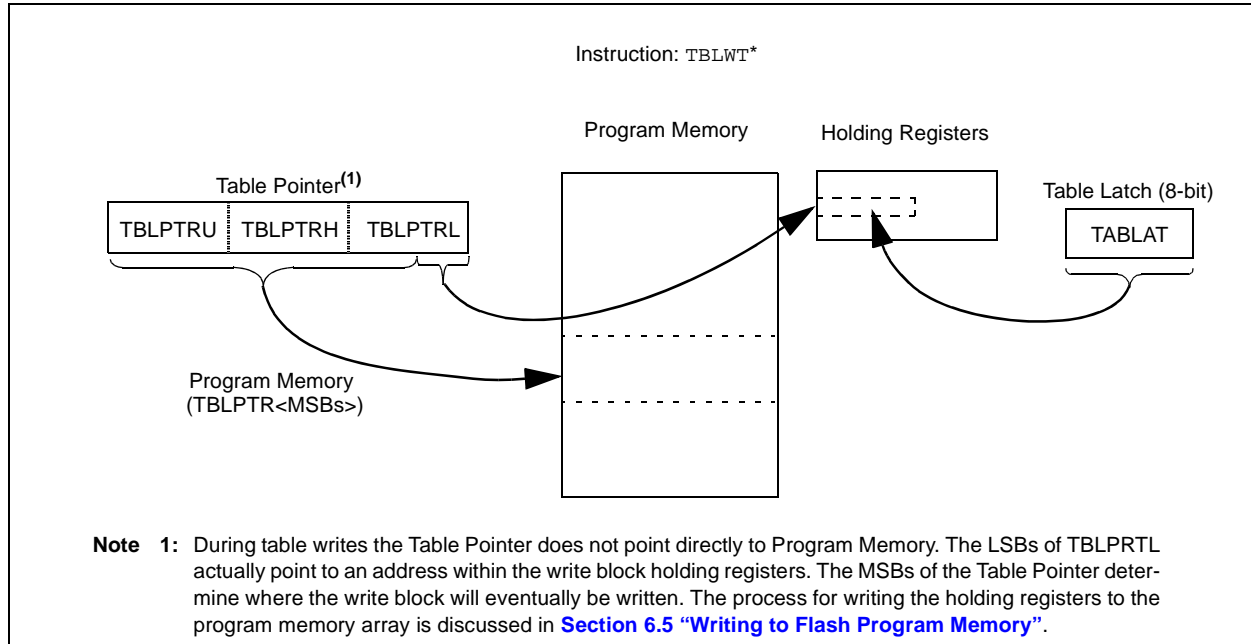 Instruction: TBLWT*
Program Memory
Holding Registers
Table Pointer(1)
Table Latch (8-bit)
TBLPTRU TBLPTRH TBLPTRL
TABLAT
Program Memory
(TBLPTR<MSBs>)
Note 1: During table writes the Table Pointer does not point directly to Program Memory. The LSBs of TBLPRTL
actually point to an address within the write block holding registers. The MSBs of the Table Pointer deter-
mine where the write block will eventually be written. The process for writing the holding registers to the
program memory array is discussed in Section 6.5 “Writing to Flash Program Memory”.